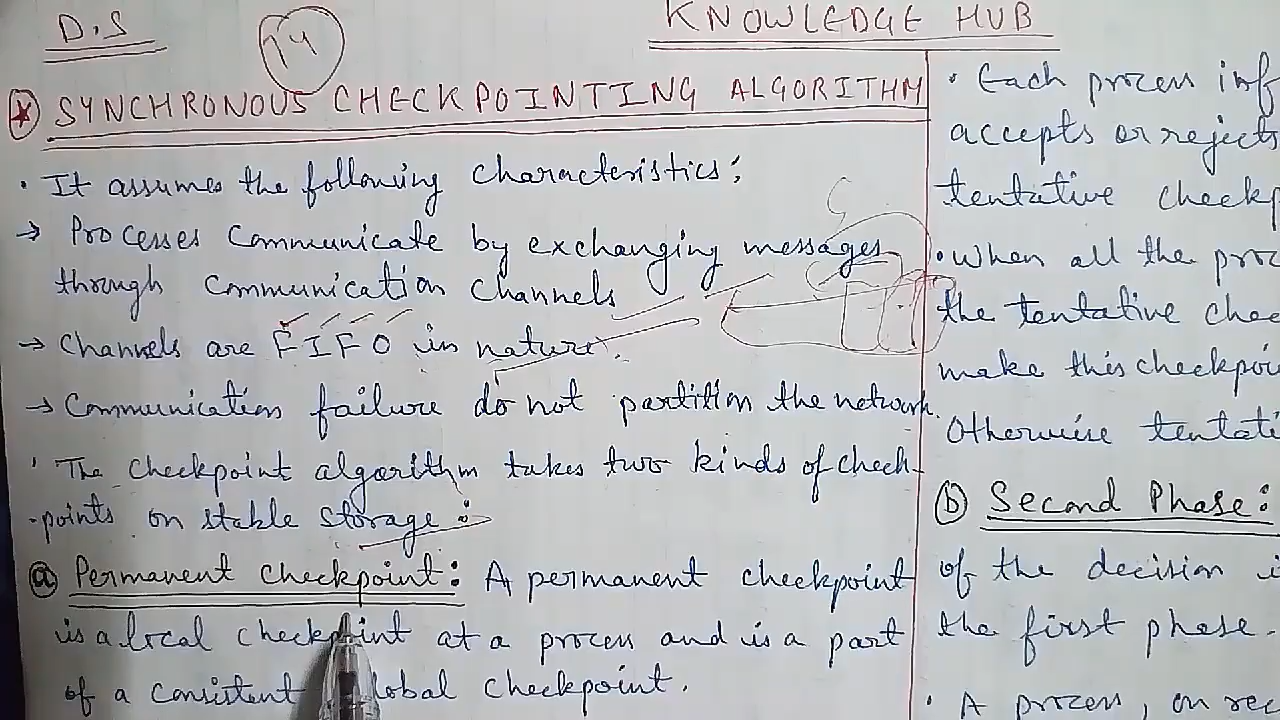 D.S
14
KNOWLEDGE HUB
SYNCHRONOUS CHECKPOINTING ALGORITHM
· It assumes the following characteristics:
→ Processes communicate by exchanging messages
through communication channels
→ Channels are FIFO in nature.
→ Communication failure do not partition the network.
· The checkpoint algorithm takes two kinds of check-
-points on stable storage:
(a) Permanent checkpoint: A permanent checkpoint
is a local checkpoint at a process and is a part
of a consistent global checkpoint.
· Each process inf
accepts or rejects
tentative checkp
· When all the proc
the tentative chec
make this checkpoi
Otherwise tentati
(b) Second Phase:
of the decision i
the first phase.
· A process, on rec